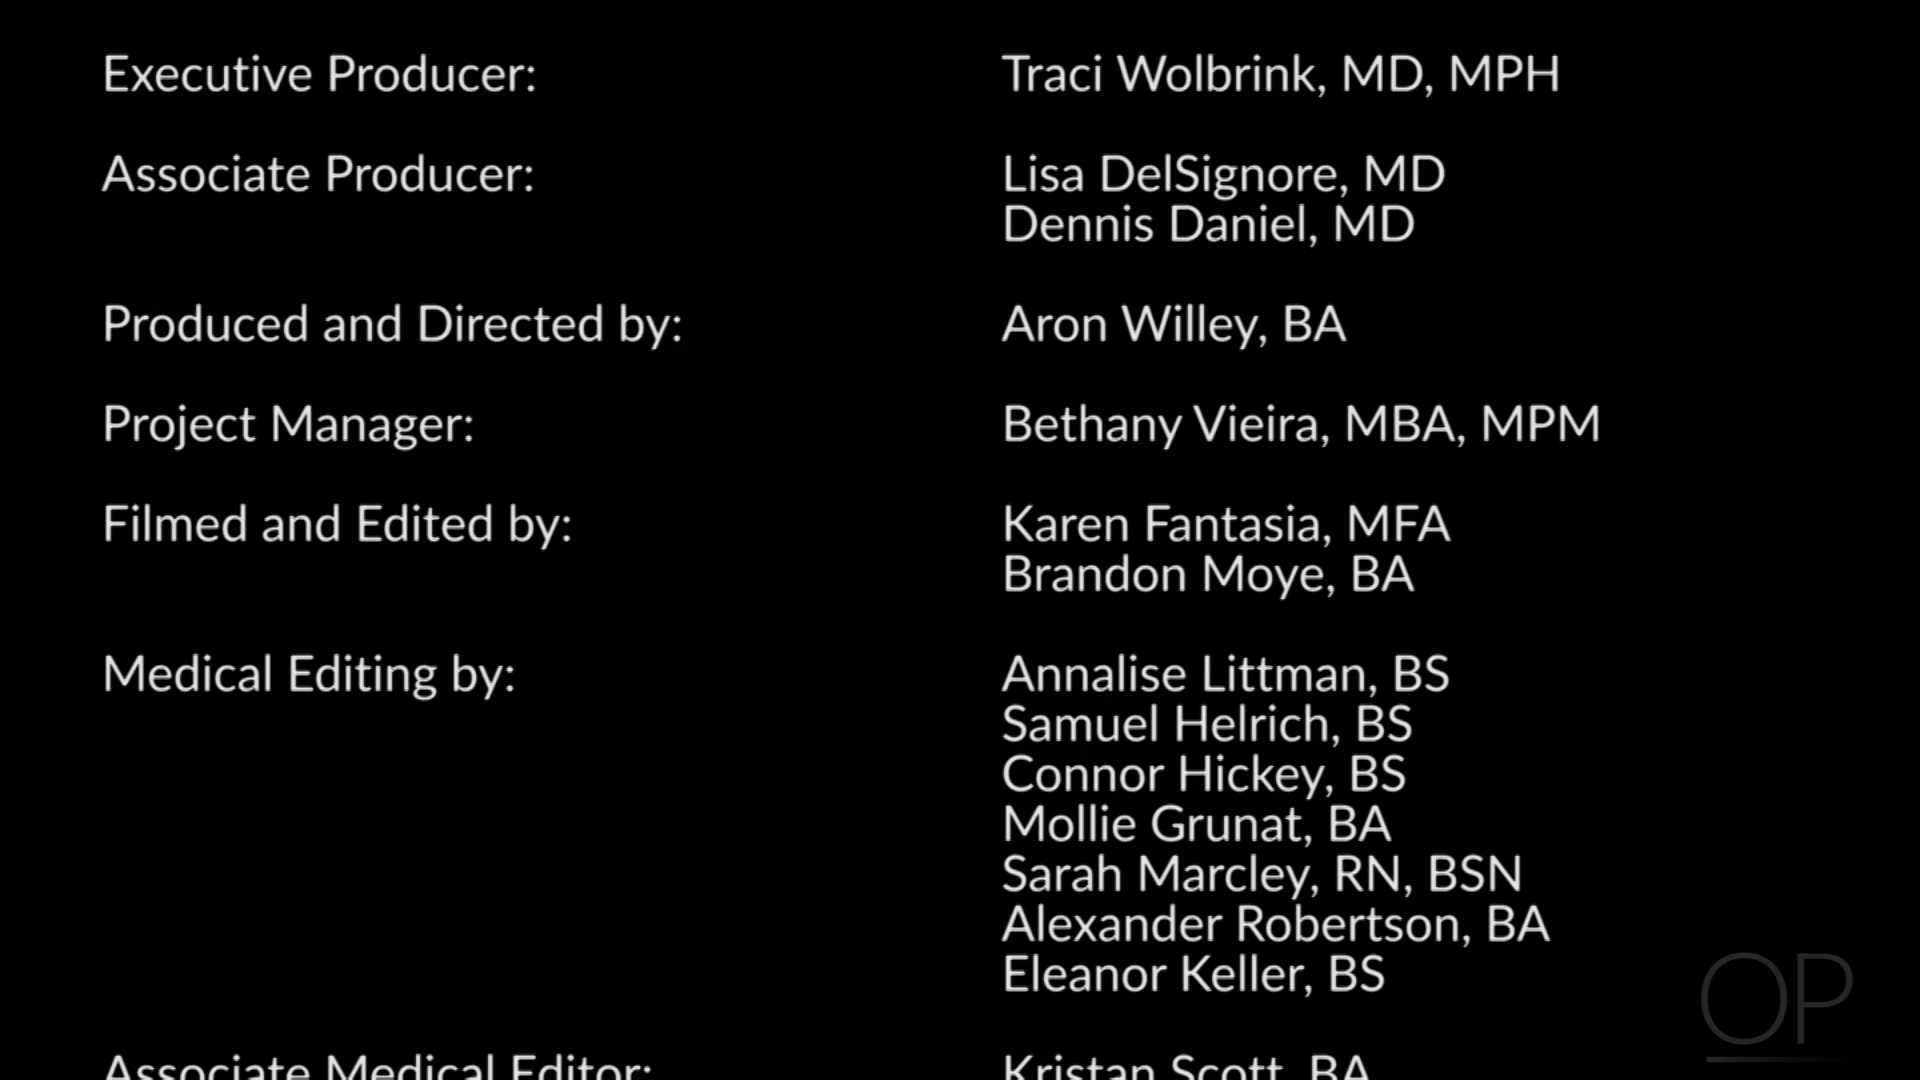 Executive Producer: Traci Wolbrink, MD, MPH
Associate Producer: Lisa DelSignore, MD
Dennis Daniel, MD
Produced and Directed by: Aron Willey, BA
Project Manager: Bethany Vieira, MBA, MPM
Filmed and Edited by: Karen Fantasia, MFA
Brandon Moye, BA
Medical Editing by: Annalise Littman, BS
Samuel Helrich, BS
Connor Hickey, BS
Mollie Grunat, BA
Sarah Marcley, RN, BSN
Alexander Robertson, BA
Eleanor Keller, BS
OP
Associate Medical Editor: Kristan Scott, BA